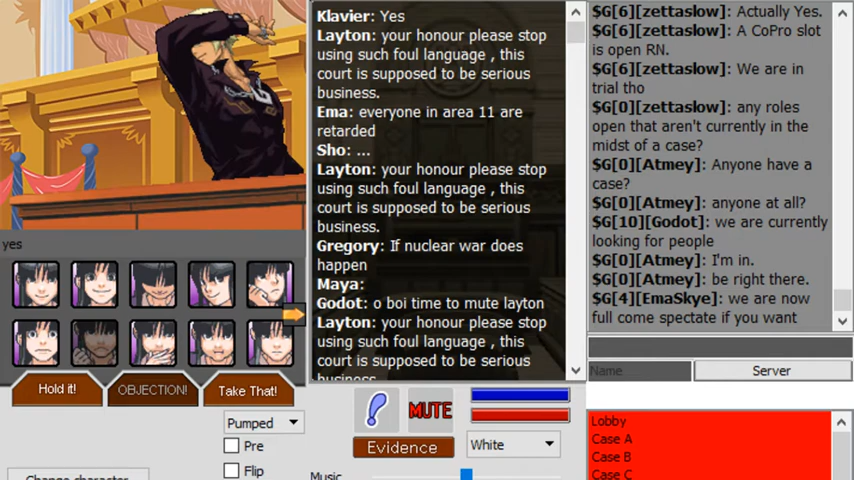 Klavier: Yes
Layton: your honour please stop
using such foul language , this
court is supposed to be serious
business.
Ema: everyone in area 11 are
retarded
Sho: ...
Layton: your honour please stop
using such foul language , this
court is supposed to be serious
business.
Gregory: If nuclear war does
happen
Maya:
Godot: o boi time to mute layton
Layton: your honour please stop
using such foul language , this
court is supposed to be serious
business.
$G[6][zettaslow]: Actually Yes.
$G[6][zettaslow]: A CoPro slot
is open RN.
$G[6][zettaslow]: We are in
trial tho
$G[0][zettaslow]: any roles
open that aren't currently in the
midst of a case?
$G[0][Atmey]: Anyone have a
case?
$G[0][Atmey]: anyone at all?
$G[10][Godot]: we are currently
looking for people
$G[0][Atmey]: I'm in.
$G[0][Atmey]: be right there.
$G[4][EmaSkye]: we are now
full come spectate if you want
Name
Server
yes
Hold it!
OBJECTION!
Take That!
Pumped
Pre
Flip
Change character
MUTE
Evidence
White
Music
Lobby
Case A
Case B
Case C